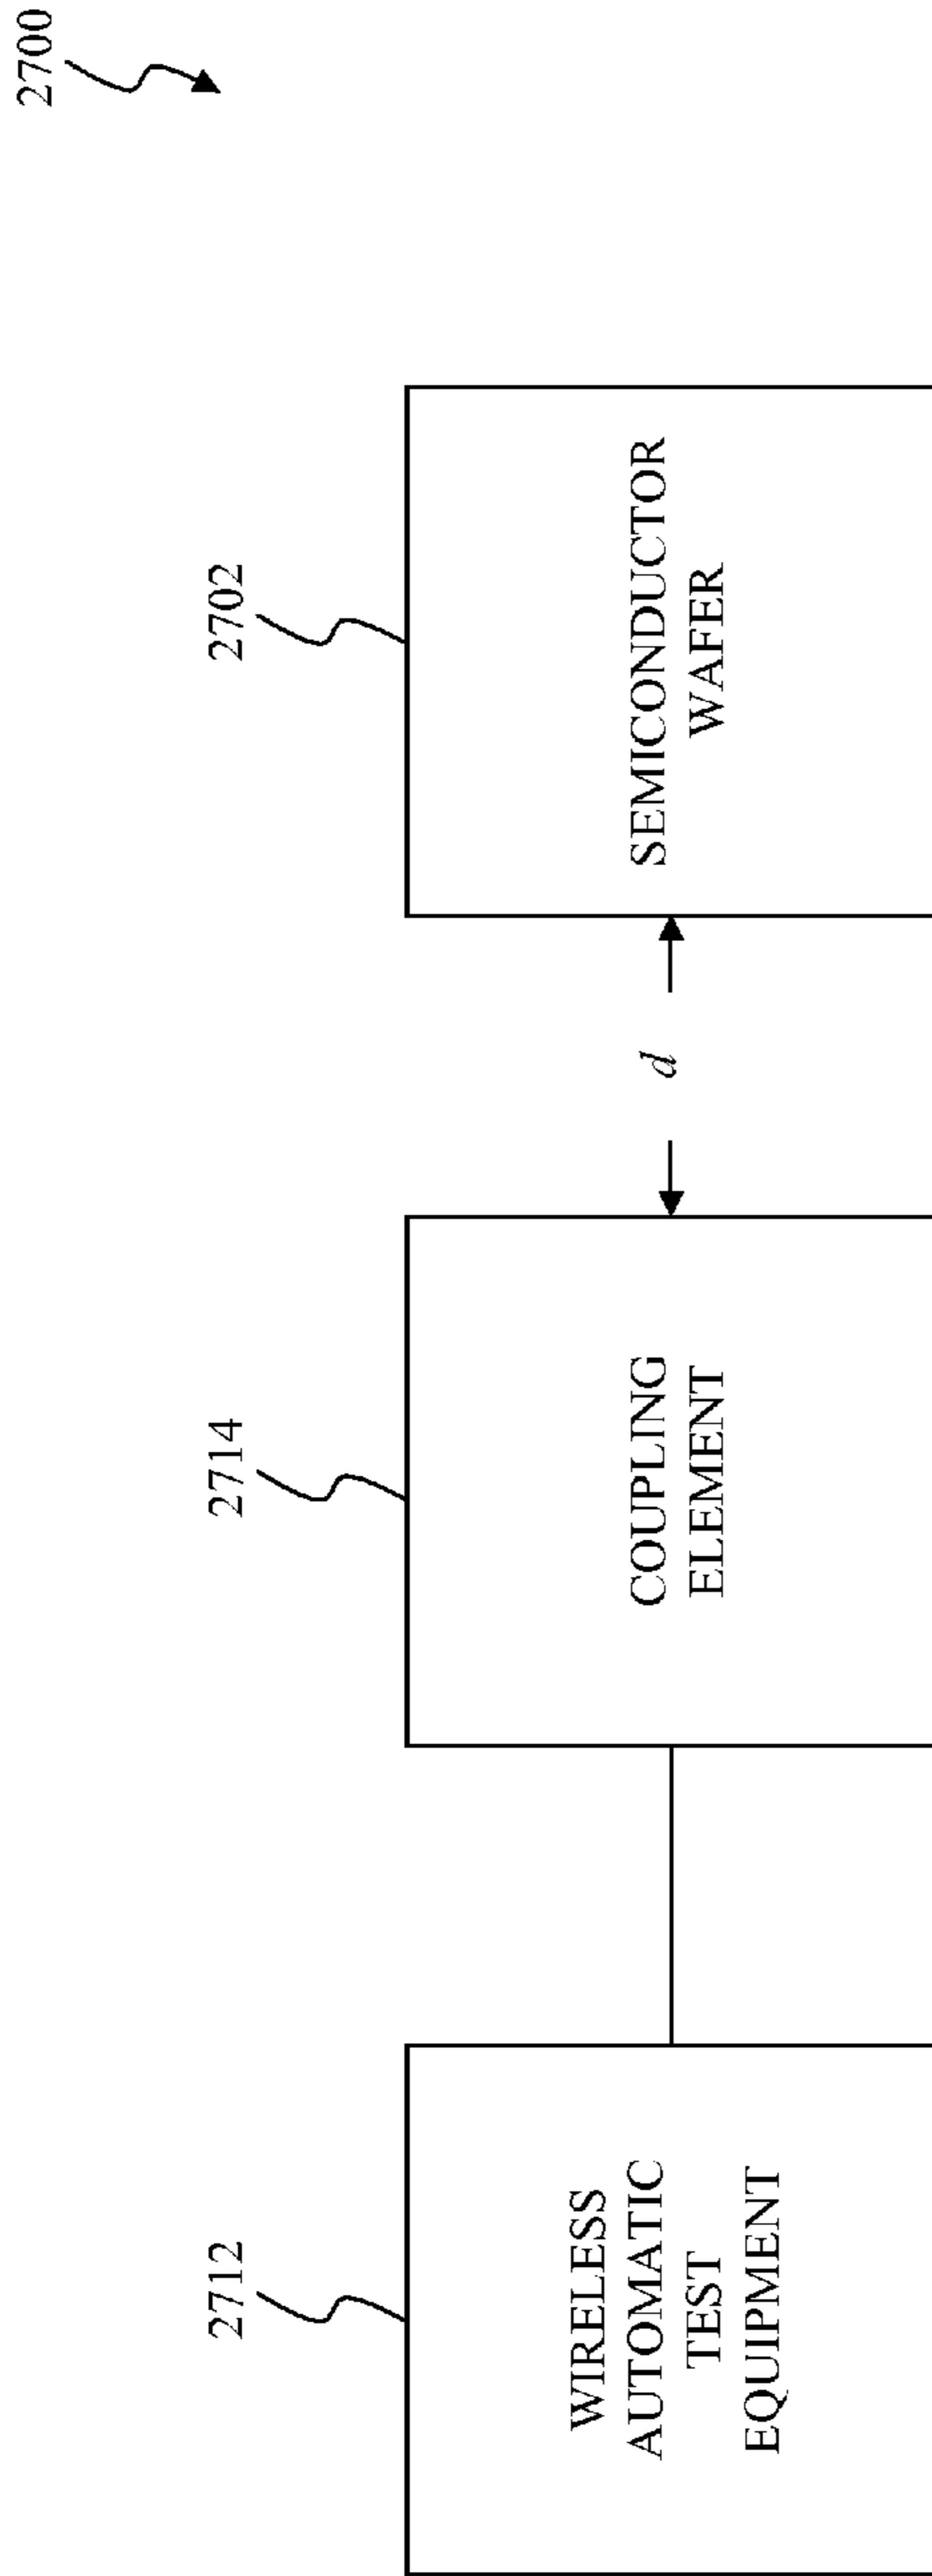 2700
2712
2714
2702
WIRELESS
AUTOMATIC
TEST
EQUIPMENT
COUPLING
ELEMENT
d
SEMICONDUCTOR
WAFER